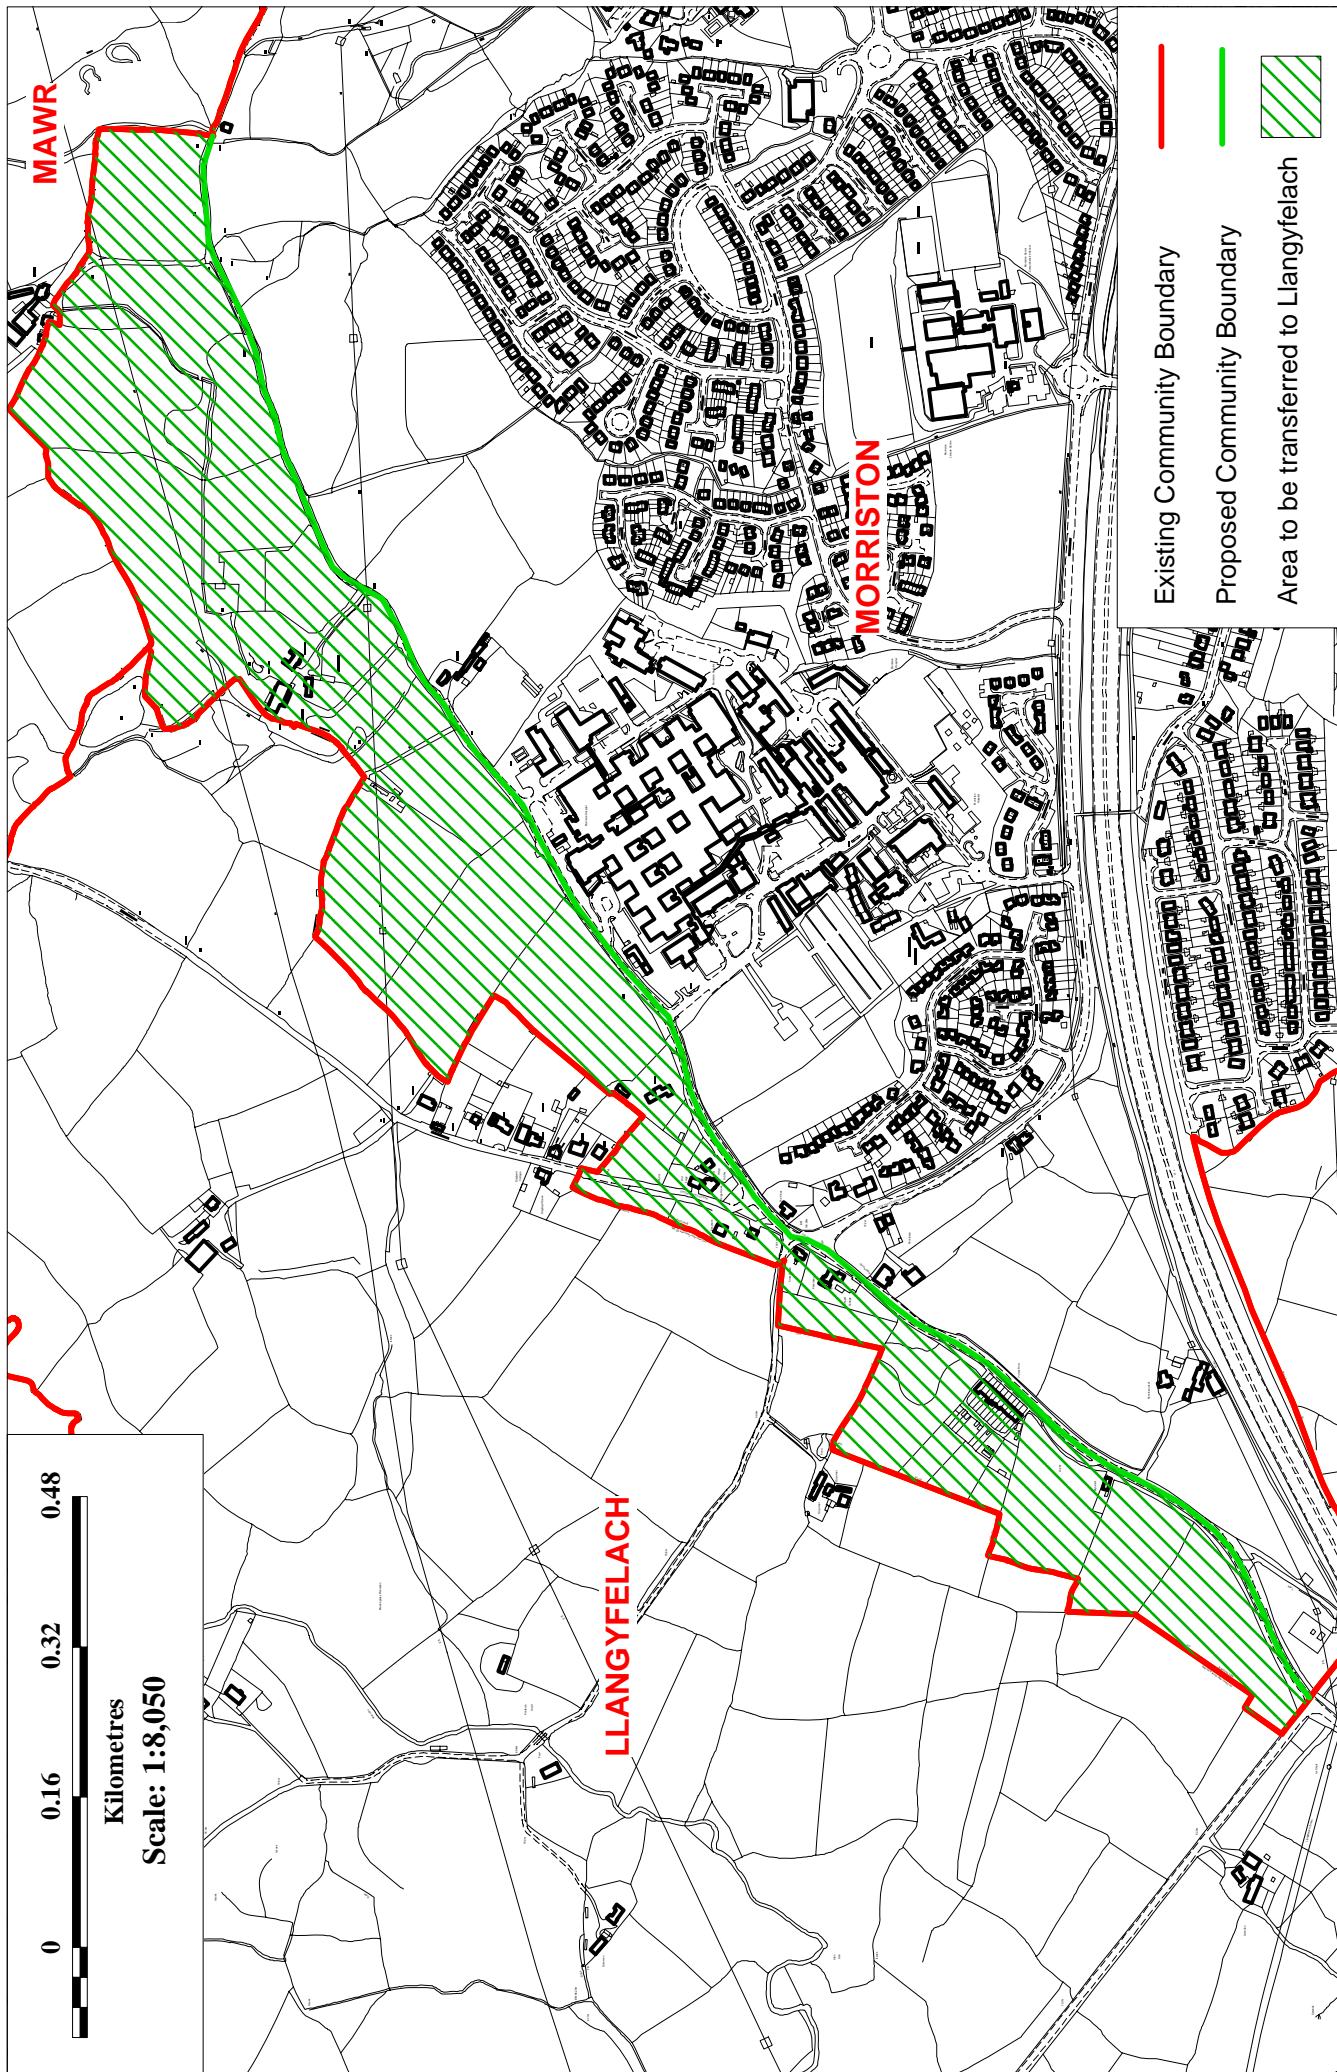 MAWR
MORRISTON
LLANGYFELACH
0 0.16 0.32 0.48
Kilometres
Scale: 1:8,050
Existing Community Boundary
Proposed Community Boundary
Area to be transferred to Llangyfelach